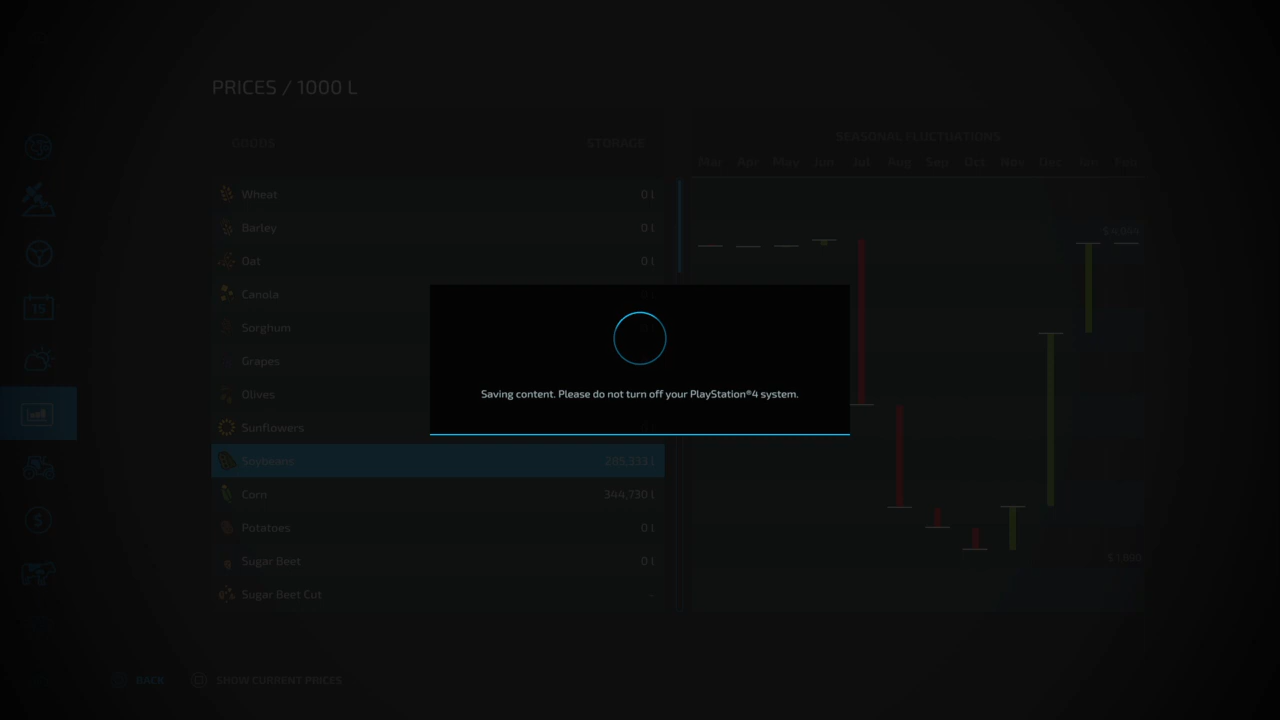 PRICES / 1000 L
GOODS STORAGE
SEASONAL FLUCTUATIONS
Mar Apr May Jun Jul Aug Sep Oct Nov Dec Jan Feb
Wheat 0 l
Barley 0 l
Oat 0 l
Canola
Sorghum
Grapes
Olives
Sunflowers
Soybeans 285,333 l
Corn 344,730 l
Potatoes 0 l
Sugar Beet 0 l
Sugar Beet Cut -
15
Saving content. Please do not turn off your PlayStation®4 system.
BACK SHOW CURRENT PRICES